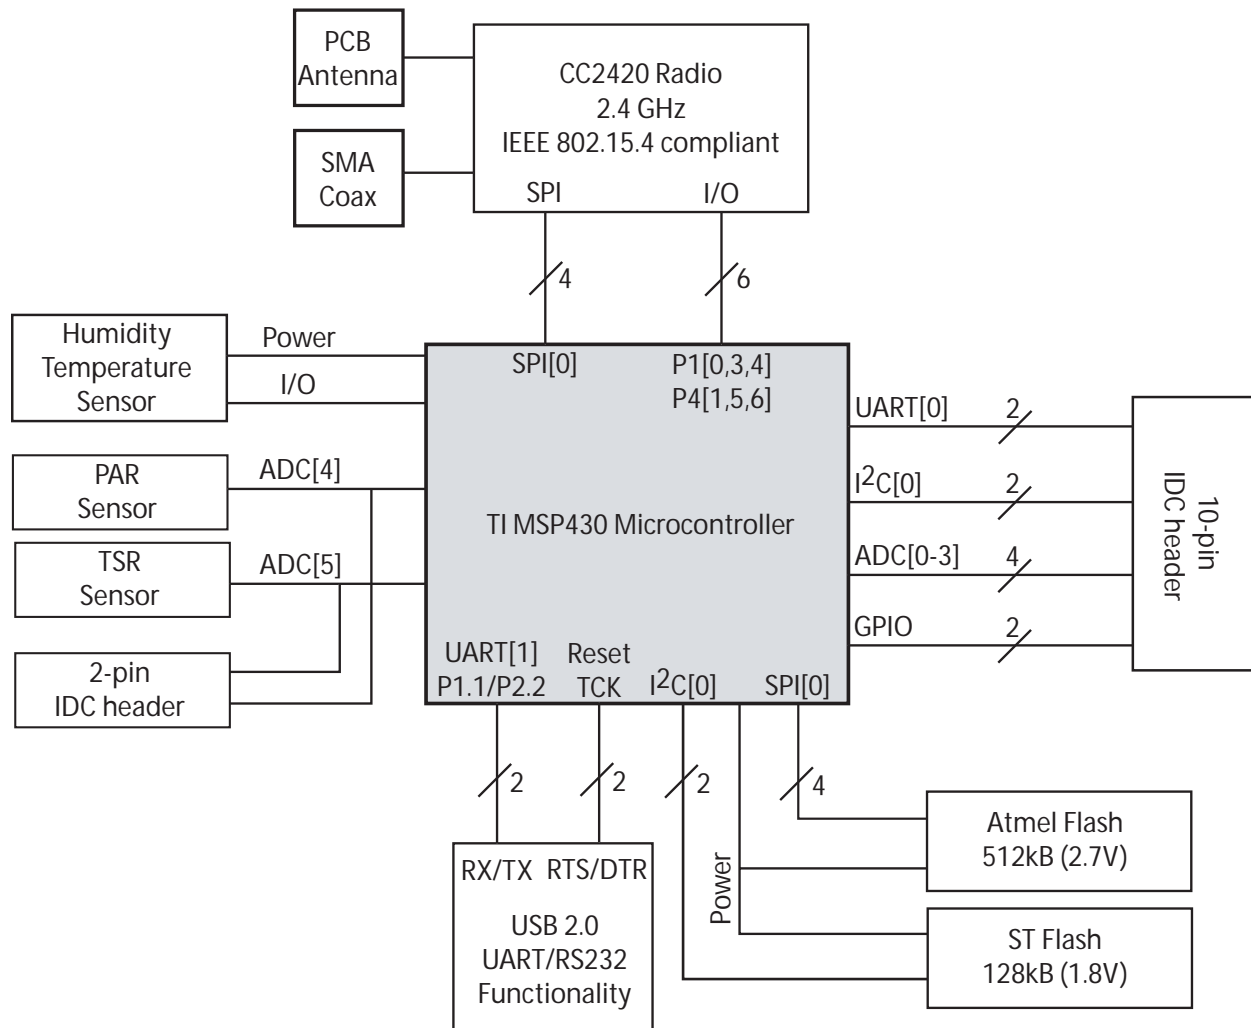 PCB
Antenna
CC2420 Radio
2.4 GHz
IEEE 802.15.4 compliant
SPI
I/O
SMA
Coax
4
6
Humidity
Temperature
Sensor
Power
I/O
PAR
Sensor
ADC[4]
TSR
Sensor
ADC[5]
2-pin
IDC header
SPI[0]
P1[0,3,4]
P4[1,5,6]
TI MSP430 Microcontroller
UART[1]
P1.1/P2.2
Reset
TCK
I²C[0]
SPI[0]
UART[0]
2
I²C[0]
2
ADC[0-3]
4
GPIO
2
10-pin
IDC header
2
2
2
4
Power
RX/TX
RTS/DTR
USB 2.0
UART/RS232
Functionality
Atmel Flash
512kB (2.7V)
ST Flash
128kB (1.8V)